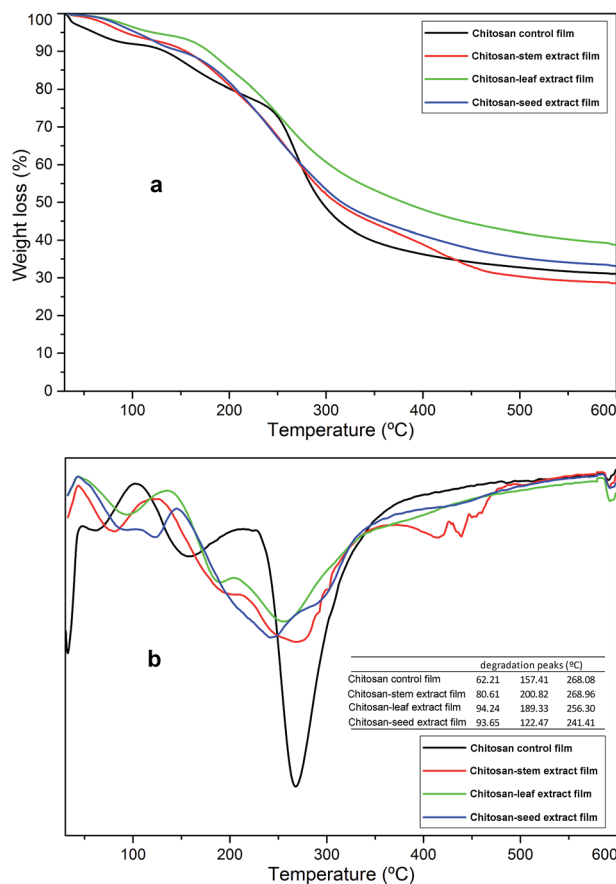 100
90
80
70
60
50
40
30
20
10
0
Weight loss (%)
Chitosan control film
Chitosan-stem extract film
Chitosan-leaf extract film
Chitosan-seed extract film
a
100 200 300 400 500 600
Temperature (ºC)
b
degradation peaks (ºC)
Chitosan control film 62.21 157.41 268.08
Chitosan-stem extract film 80.61 200.82 268.96
Chitosan-leaf extract film 94.24 189.33 256.30
Chitosan-seed extract film 93.65 122.47 241.41
Chitosan control film
Chitosan-stem extract film
Chitosan-leaf extract film
Chitosan-seed extract film
100 200 300 400 500 600
Temperature (ºC)